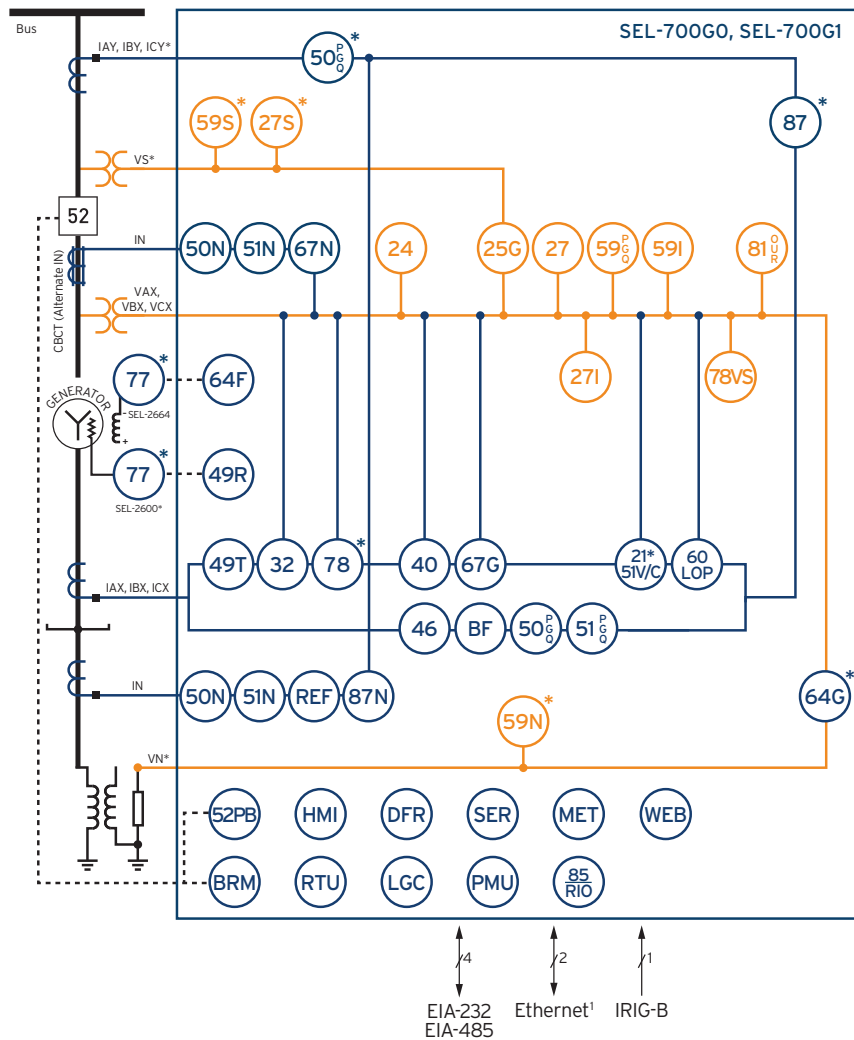 Bus
IAY, IBY, ICY*
50 P G Q *
SEL-700G0, SEL-700G1
59S *
27S *
87 *
VS*
52
IN
50N
51N
67N
24
25G
27
59 P G Q
59I
81 O U R
CBCT (Alternate IN)
VAX,
VBX, VCX
27I
78VS
GENERATOR
77 *
64F
- SEL-2664
+
77 *
49R
SEL-2600*
49T
32
78 *
40
67G
21*
51V/C
60
LOP
IAX, IBX, ICX
46
BF
50 P G Q
51 P G Q
IN
50N
51N
REF
87N
64G *
59N *
VN*
52PB
HMI
DFR
SER
MET
WEB
BRM
RTU
LGC
PMU
85
RIO
4
2
1
EIA-232
EIA-485
Ethernet¹
IRIG-B